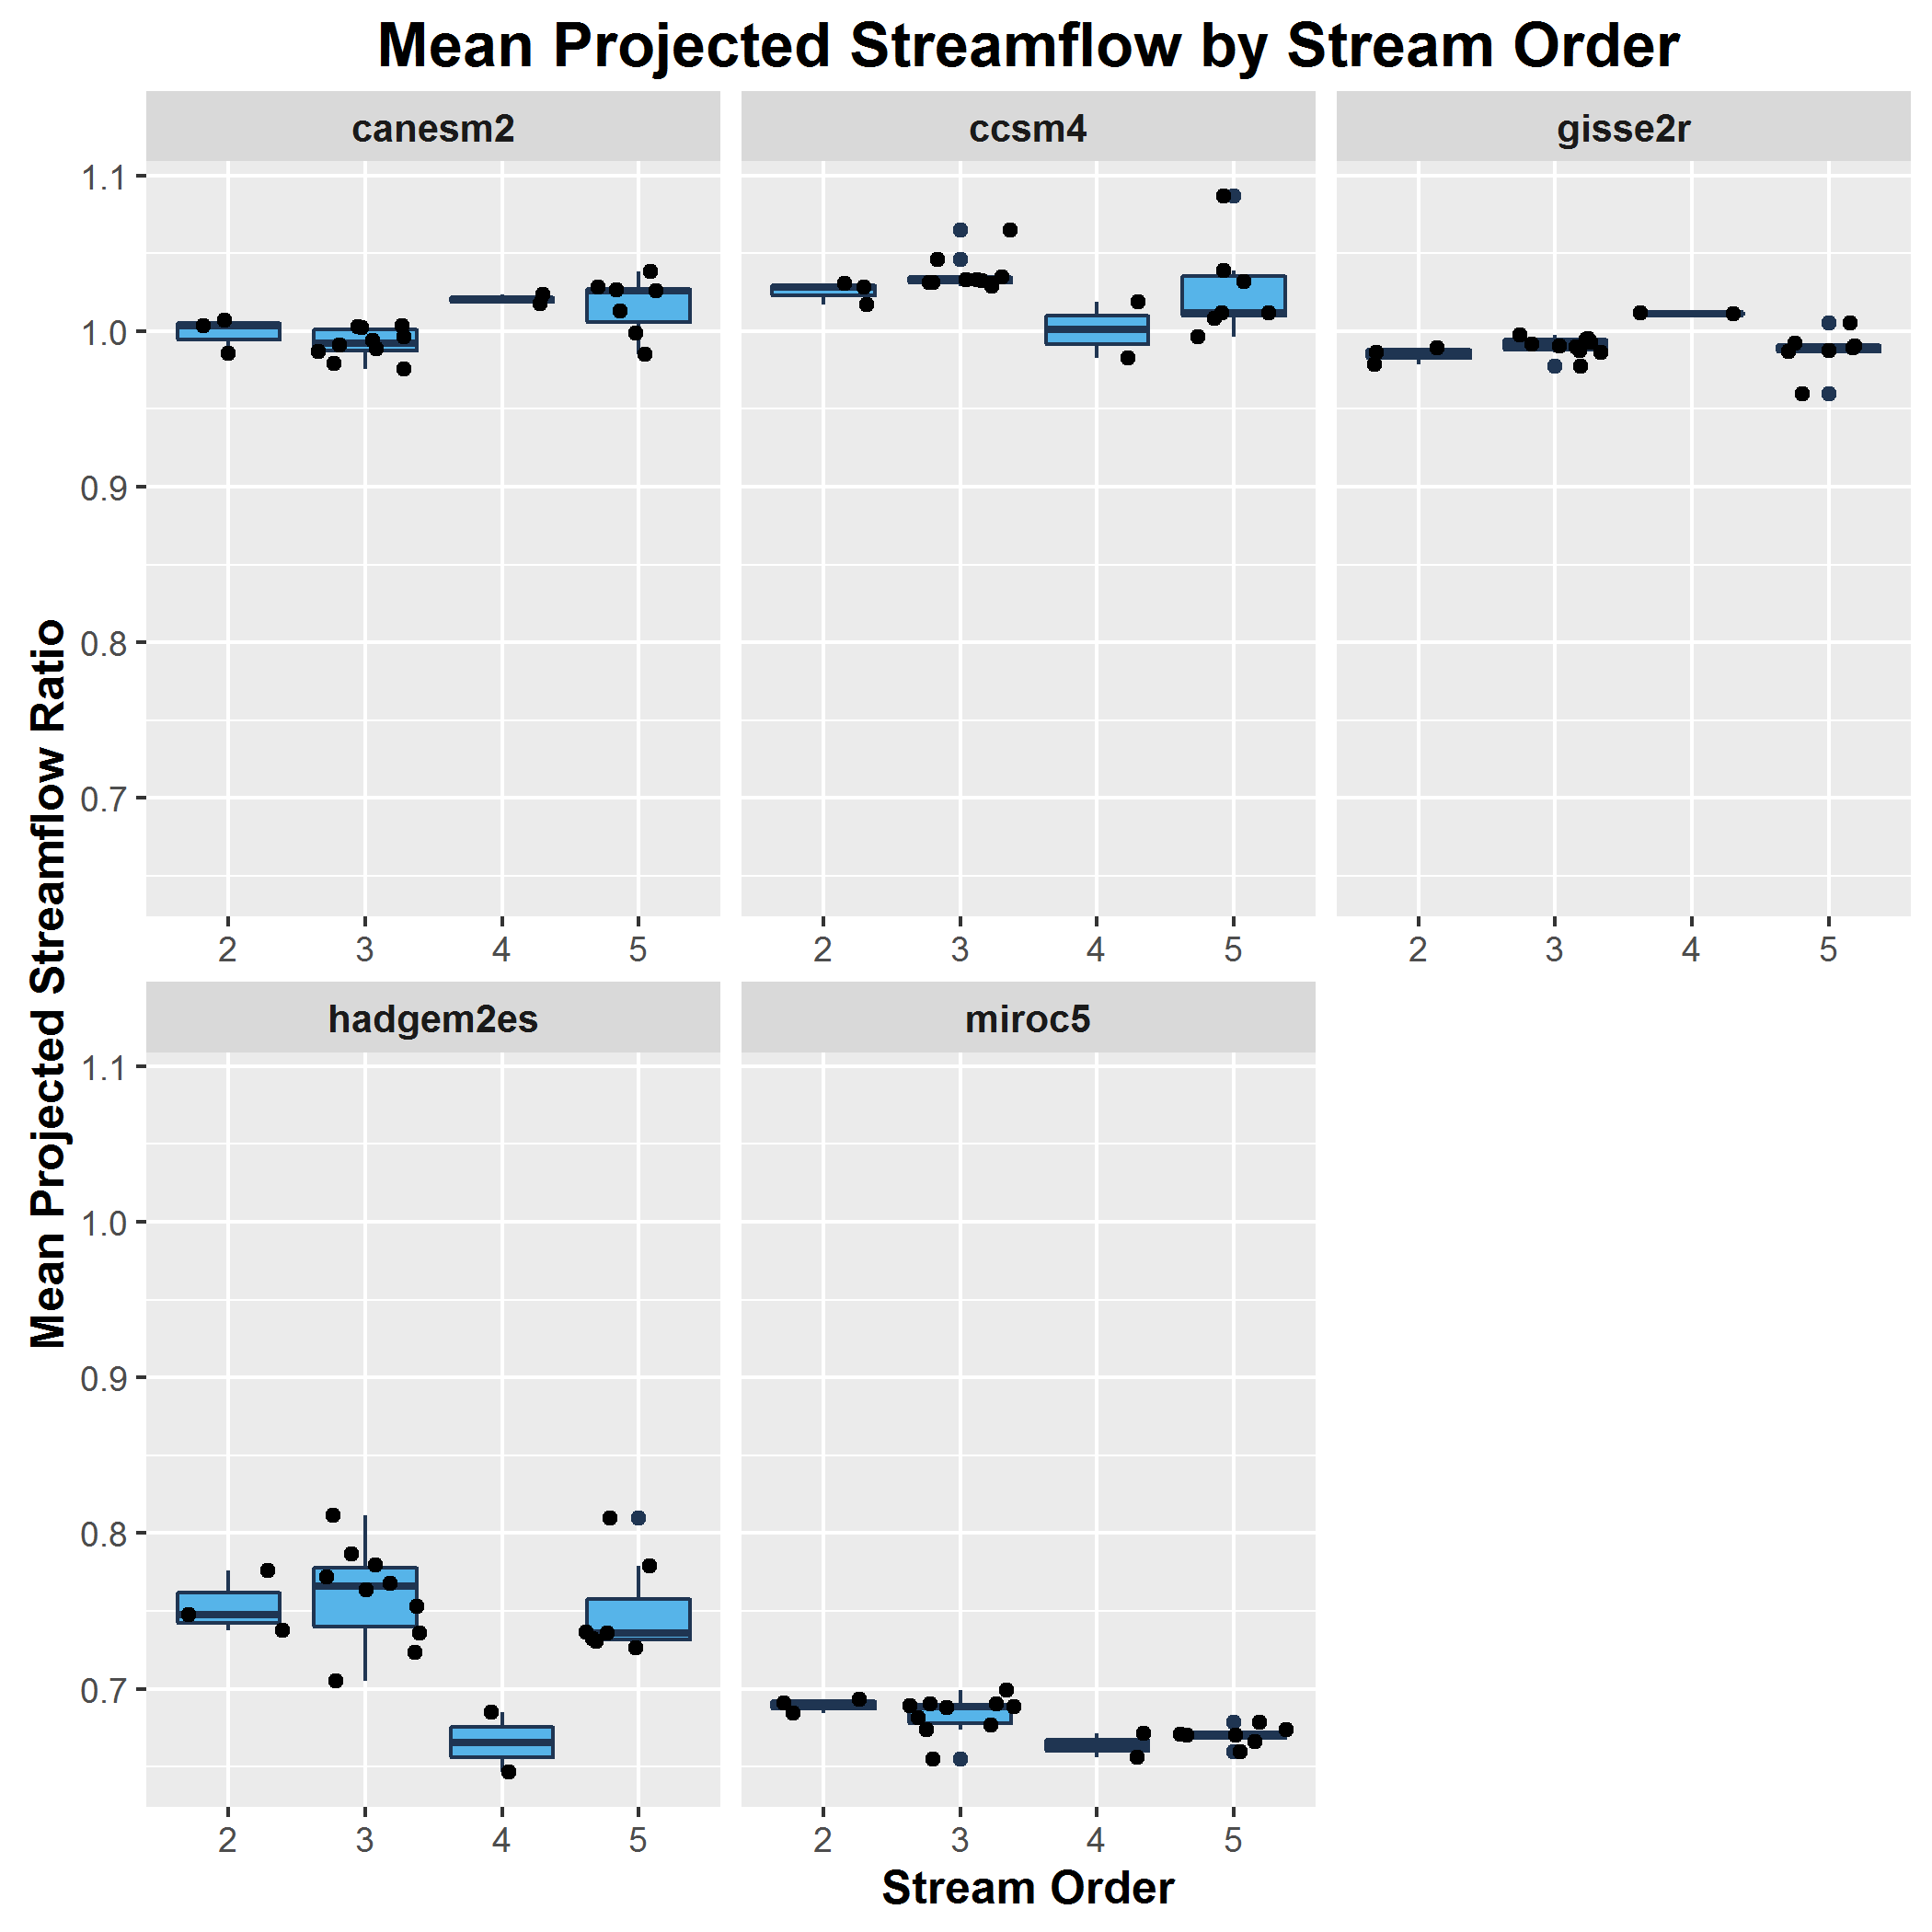 Mean Projected Streamflow by Stream Order
canesm2 ccsm4 gisse2r
1.1
1.0
0.9
0.8
0.7
2 3 4 5 2 3 4 5 2 3 4 5
Mean Projected Streamflow Ratio
hadgem2es miroc5
1.1
1.0
0.9
0.8
0.7
2 3 4 5 2 3 4 5
Stream Order